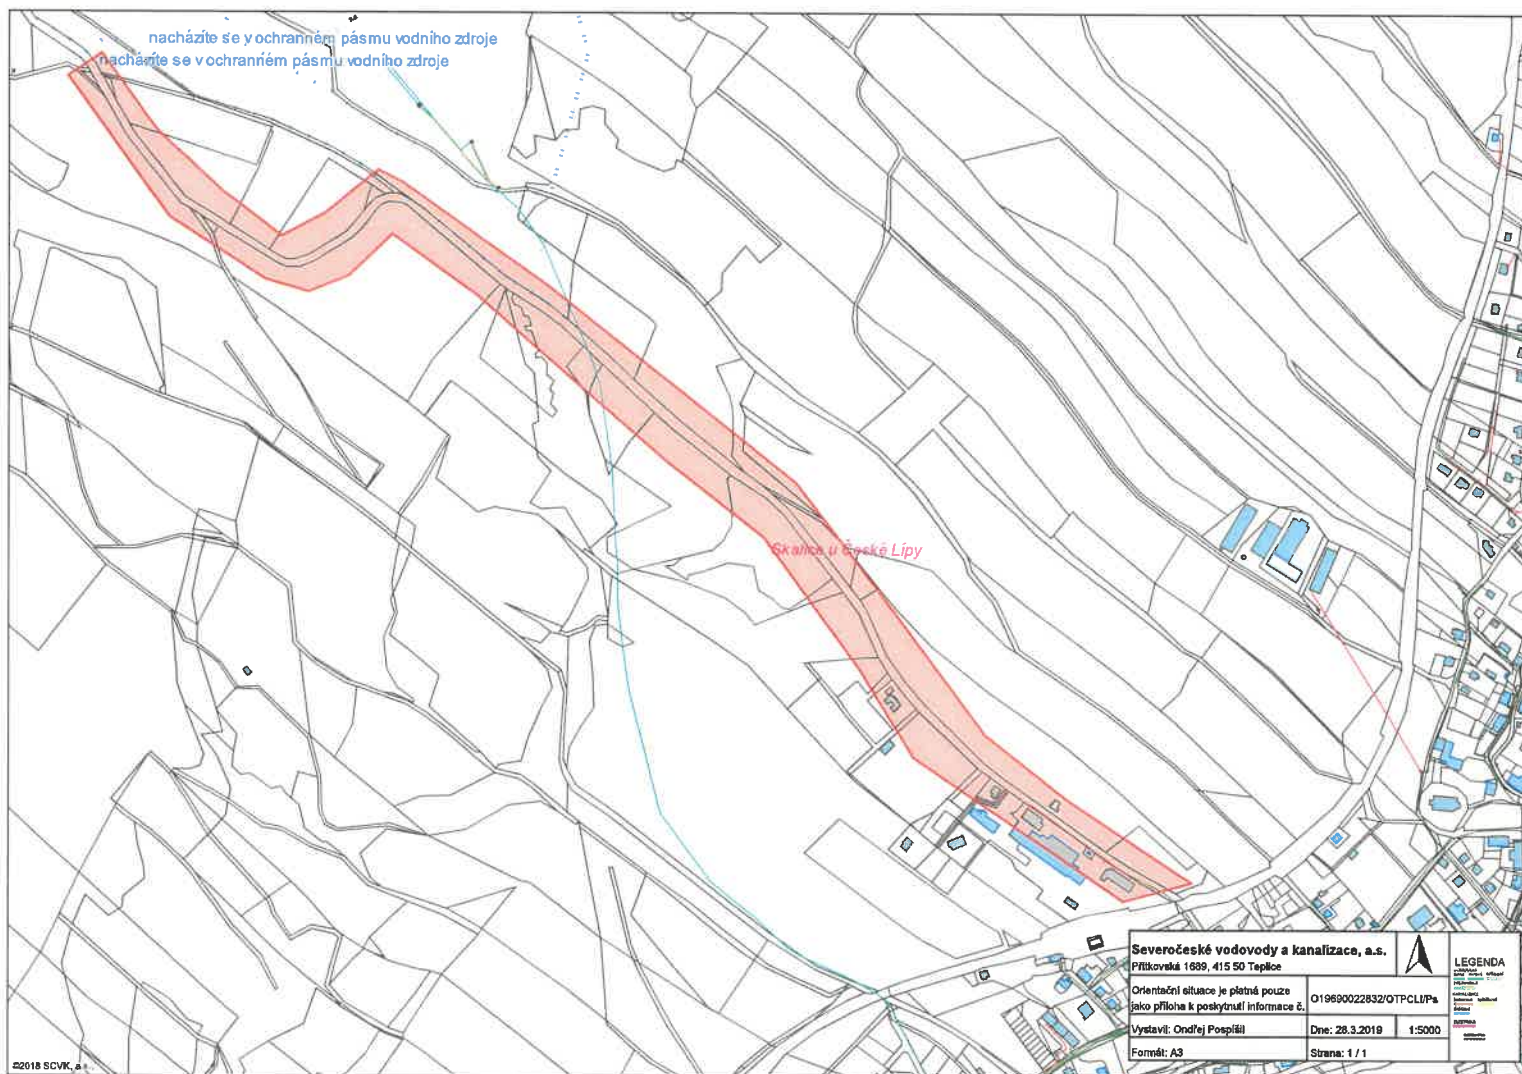 nacházíte se v ochranném pásmu vodního zdroje
nacházíte se v ochranném pásmu vodního zdroje
Skalice u České Lípy
Severočeské vodovody a kanalizace, a.s.
Přítkovská 1689, 415 50 Teplice
Orientační situace je platná pouze
jako příloha k poskytnutí informace č.
O19690022832/OTPCLI/Pa
Vystavil: Ondřej Pospíšil
Dne: 28.3.2019
1:5000
Formát: A3
Strana: 1 / 1
LEGENDA
©2018 SCVK, a